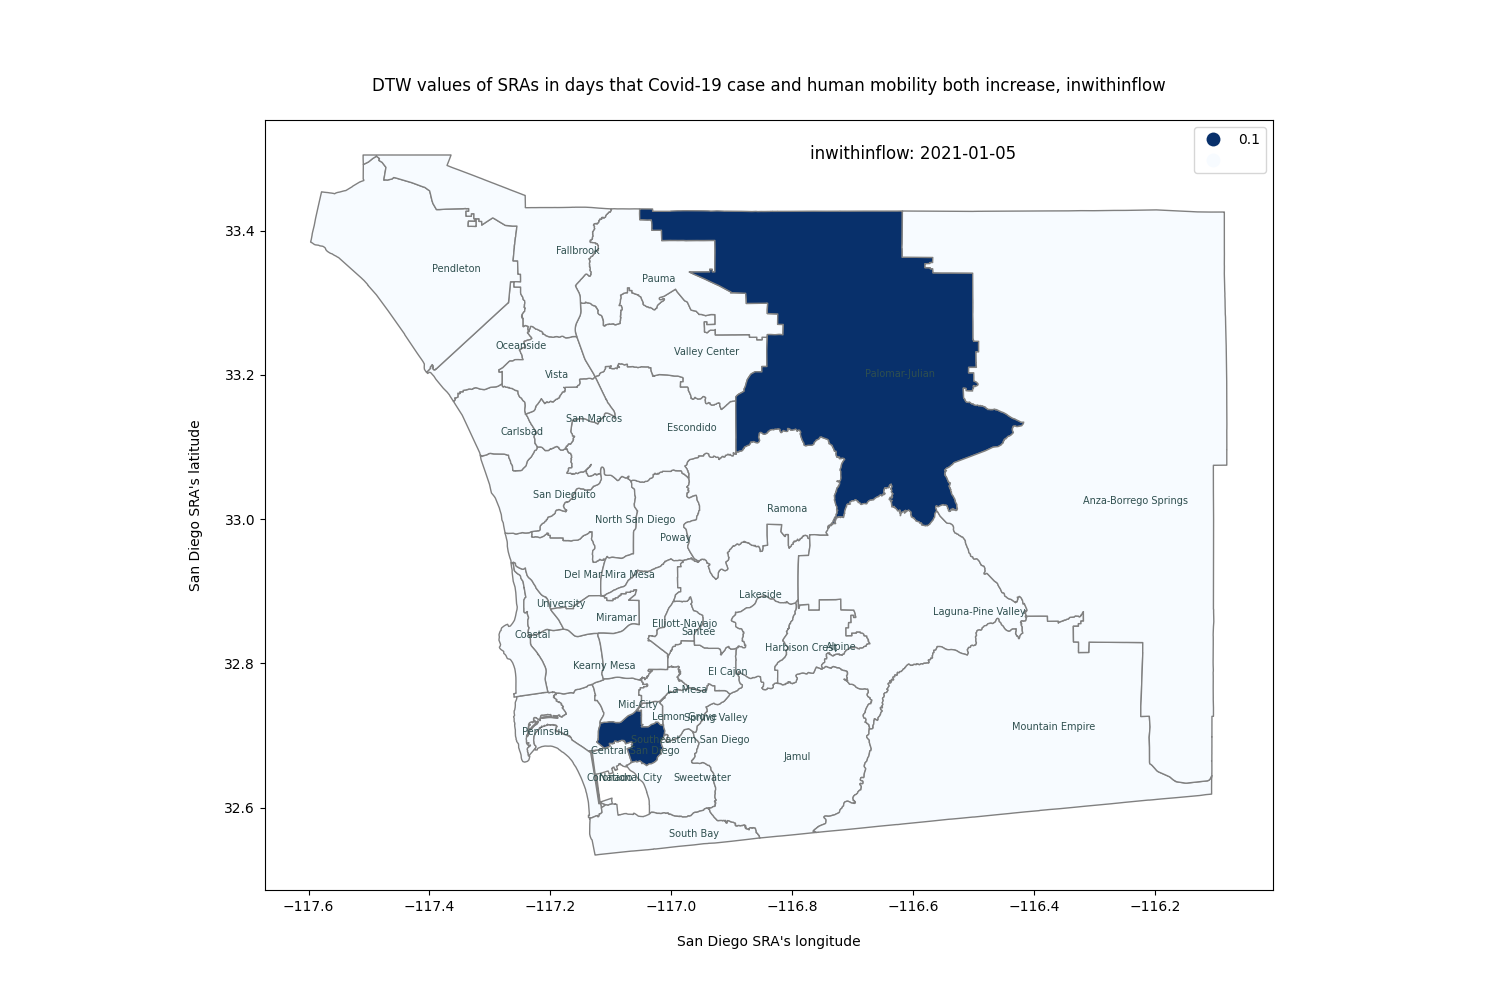 DTW values of SRAs in days that Covid-19 case and human mobility both increase, inwithinflow
inwithinflow: 2021-01-05
0.1
33.4
33.2
33.0
32.8
32.6
San Diego SRA's latitude
Fallbrook
Pendleton
Pauma
Oceanside
Valley Center
Vista
Palomar-Julian
San Marcos
Carlsbad
Escondido
San Dieguito
Anza-Borrego Springs
Ramona
North San Diego
Poway
Del Mar-Mira Mesa
Lakeside
University
Laguna-Pine Valley
Miramar
Elliott-Navajo
Santee
Coastal
Harbison Crest
Alpine
Kearny Mesa
El Cajon
La Mesa
Mid-City
Lemon Grove
Spring Valley
Mountain Empire
Peninsula
Southeastern San Diego
Central San Diego
Jamul
Coronado
National City
Sweetwater
South Bay
−117.6
−117.4
−117.2
−117.0
−116.8
−116.6
−116.4
−116.2
San Diego SRA's longitude